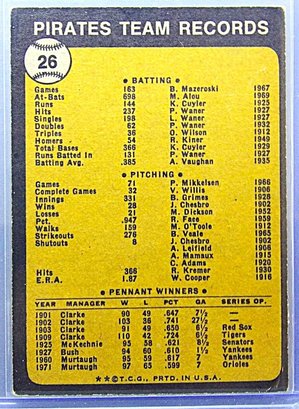 PIRATES TEAM RECORDS
26
• BATTING •
Games 163 B. Mazeroski 1967
At-Bats 698 M. Alou 1969
Runs 144 K. Cuyler 1925
Hits 237 P. Waner 1927
Singles 198 L. Waner 1927
Doubles 62 P. Waner 1932
Triples 36 O. Wilson 1912
Homers 54 R. Kiner 1949
Total Bases 366 K. Cuyler 1929
Runs Batted In 131 P. Waner 1927
Batting Avg. .385 A. Vaughan 1935
• PITCHING •
Games 71 P. Mikkelsen 1966
Complete Games 32 V. Willis 1906
Innings 331 B. Grimes 1928
Wins 28 J. Chesbro 1902
Losses 21 M. Dickson 1952
Pct. .947 R. Face 1959
Walks 159 M. O'Toole 1912
Strikeouts 276 B. Veale 1965
Shutouts 8 J. Chesbro 1902
A. Leifield 1906
A. Mamaux 1915
C. Adams 1920
Hits 366 R. Kremer 1930
E.R.A. 1.87 W. Cooper 1916
• PENNANT WINNERS •
YEAR MANAGER W L PCT GA SERIES OP.
1901 Clarke 90 49 .647 7½ —
1902 Clarke 103 36 .741 27½ —
1903 Clarke 91 49 .650 6½ Red Sox
1909 Clarke 110 42 .724 6½ Tigers
1925 McKechnie 95 58 .621 8½ Senators
1927 Bush 94 60 .610 1½ Yankees
1960 Murtaugh 95 59 .617 7 Yankees
1971 Murtaugh 97 65 .599 7 Orioles
★★©T.C.G., PRTD. IN U.S.A.